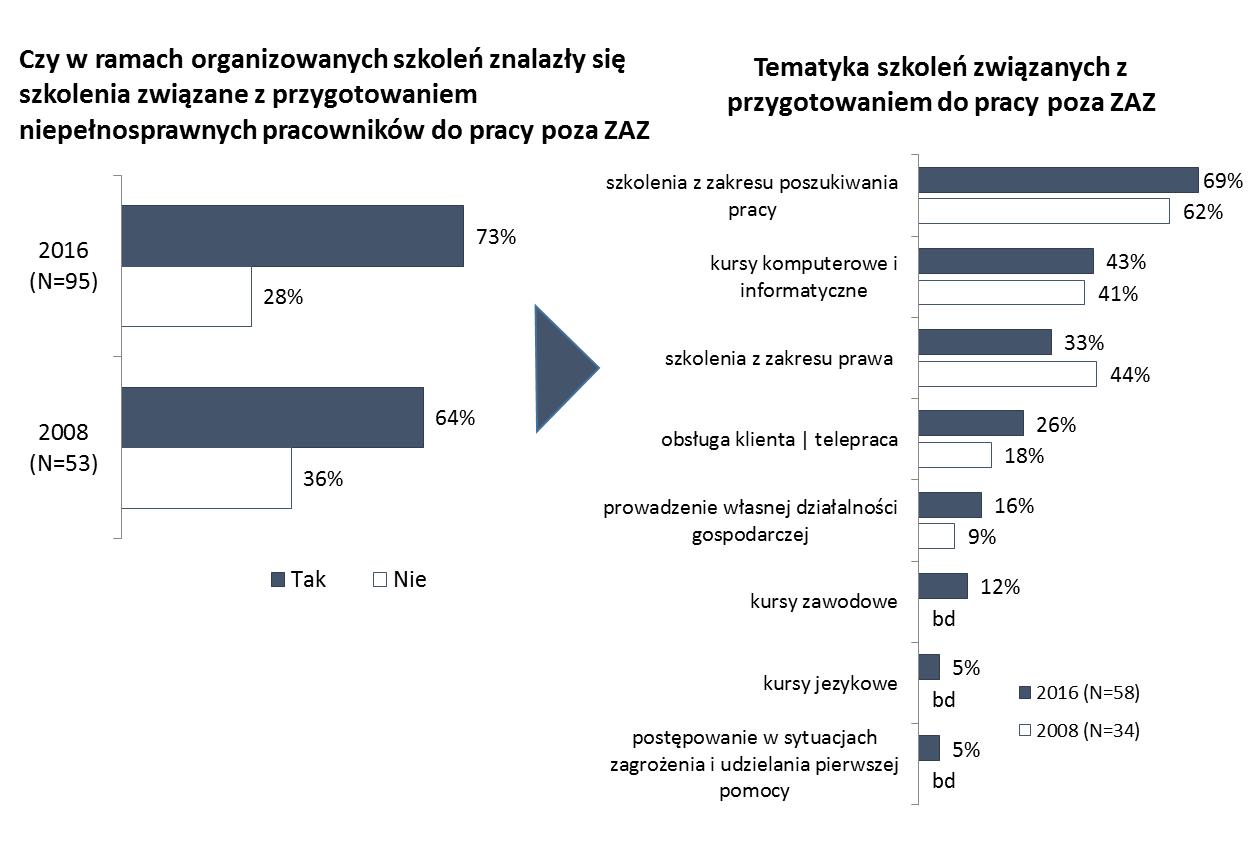 Czy w ramach organizowanych szkoleń znalazły się
szkolenia związane z przygotowaniem
niepełnosprawnych pracowników do pracy poza ZAZ
2016
(N=95)
73%
28%
2008
(N=53)
64%
36%
Tak
Nie
Tematyka szkoleń związanych z
przygotowaniem do pracy poza ZAZ
szkolenia z zakresu poszukiwania
pracy
69%
62%
kursy komputerowe i
informatyczne
43%
41%
szkolenia z zakresu prawa
33%
44%
obsługa klienta | telepraca
26%
18%
prowadzenie własnej działalności
gospodarczej
16%
9%
kursy zawodowe
12%
bd
kursy jezykowe
5%
bd
postępowanie w sytuacjach
zagrożenia i udzielania pierwszej
pomocy
5%
bd
2016 (N=58)
2008 (N=34)